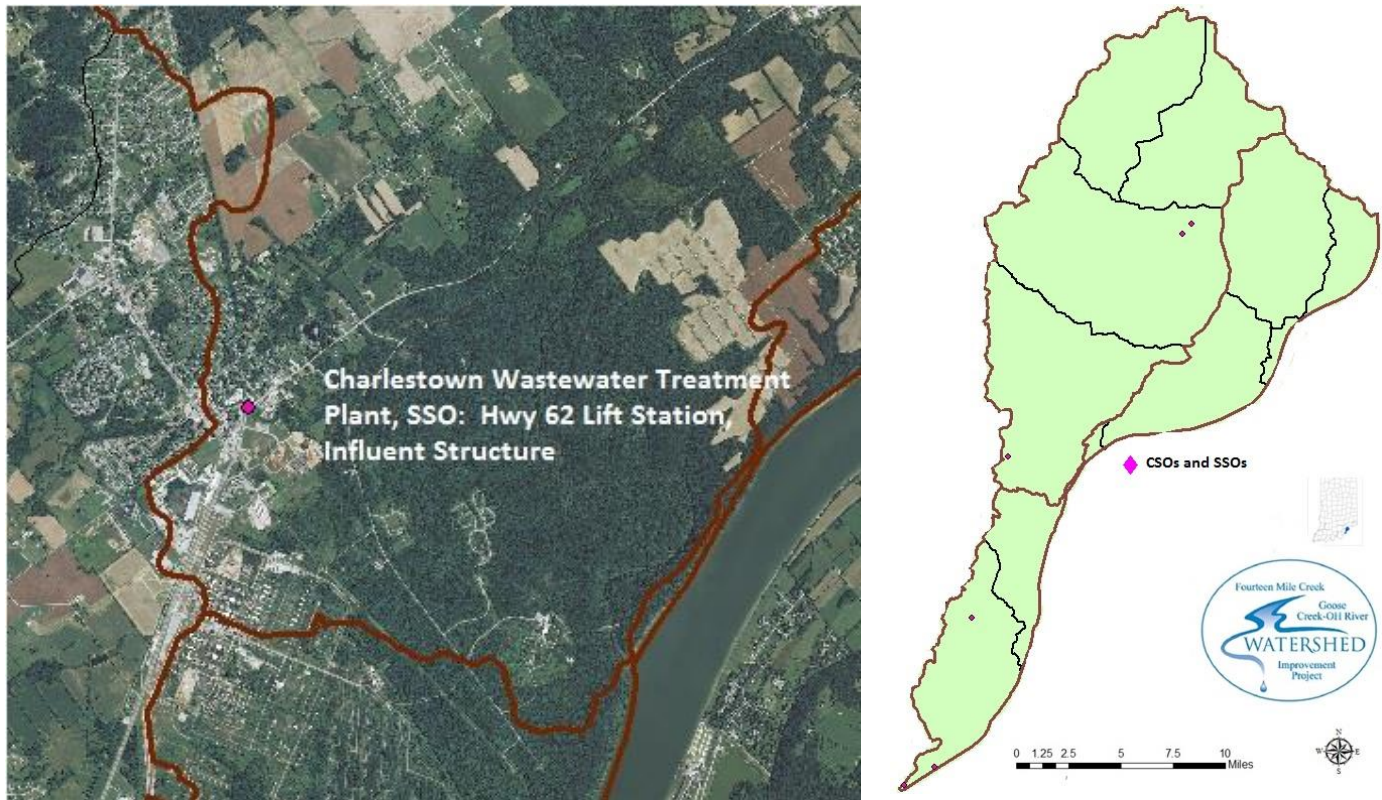 Charlestown Wastewater Treatment
Plant, SSO: Hwy 62 Lift Station,
Influent Structure
CSOs and SSOs
Fourteen Mile Creek
Goose
Creek-OH River
WATERSHED
Improvement
Project
0 1.25 2.5 5 7.5 10
Miles
N
W E
S